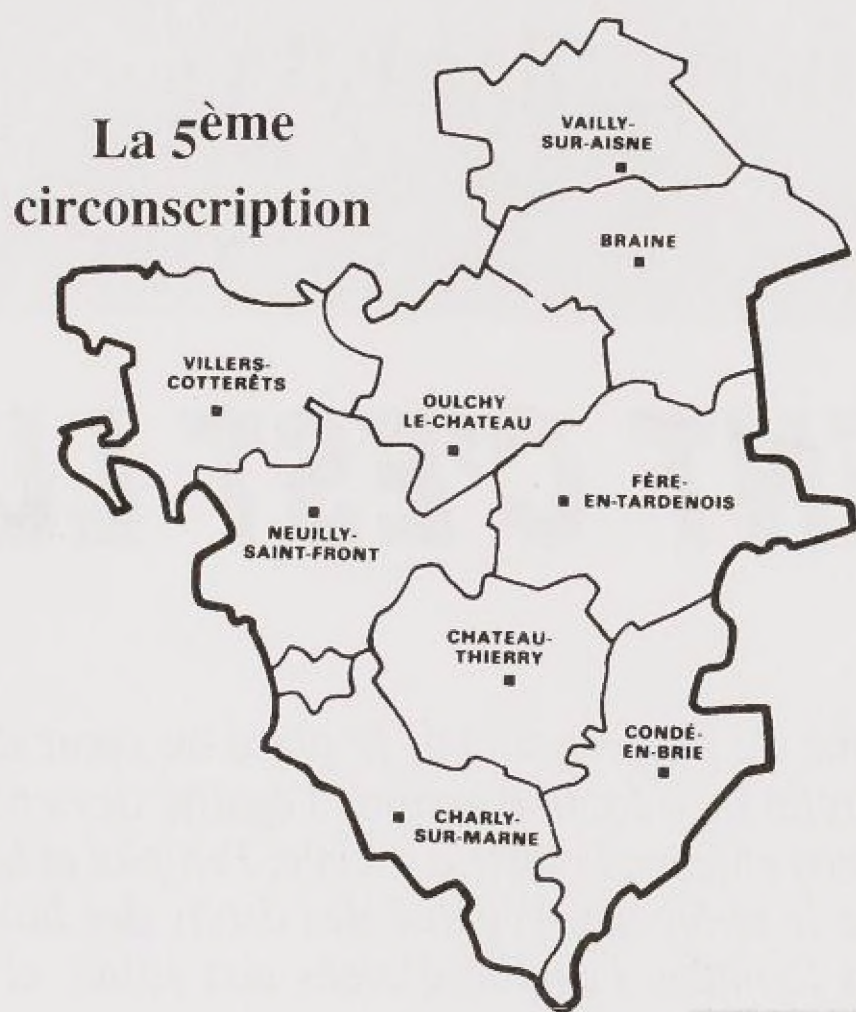 La 5ème
circonscription
VAILLY-
SUR-AISNE
BRAINE
VILLERS-
COTTERÊTS
OULCHY
LE-CHATEAU
FÈRE-
EN-TARDENOIS
NEUILLY-
SAINT-FRONT
CHATEAU-
THIERRY
CONDÉ-
EN-BRIE
CHARLY-
SUR-MARNE